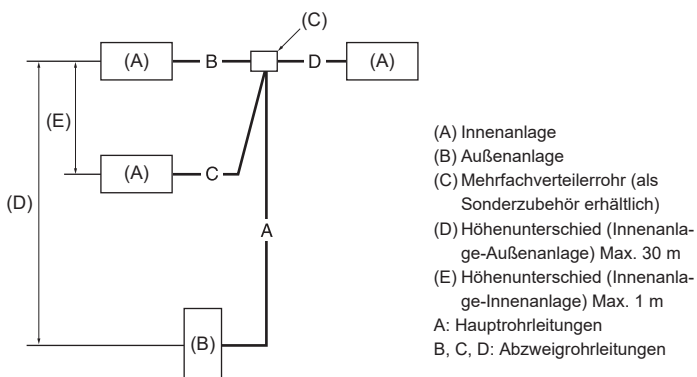 (C)
(A)
B
D
(A)
(E)
(A)
C
(D)
A
(B)
(A) Innenanlage
(B) Außenanlage
(C) Mehrfachverteilerrohr (als
Sonderzubehör erhältlich)
(D) Höhenunterschied (Innenanla-
ge-Außenanlage) Max. 30 m
(E) Höhenunterschied (Innenanla-
ge-Innenanlage) Max. 1 m
A: Hauptrohrleitungen
B, C, D: Abzweigrohrleitungen